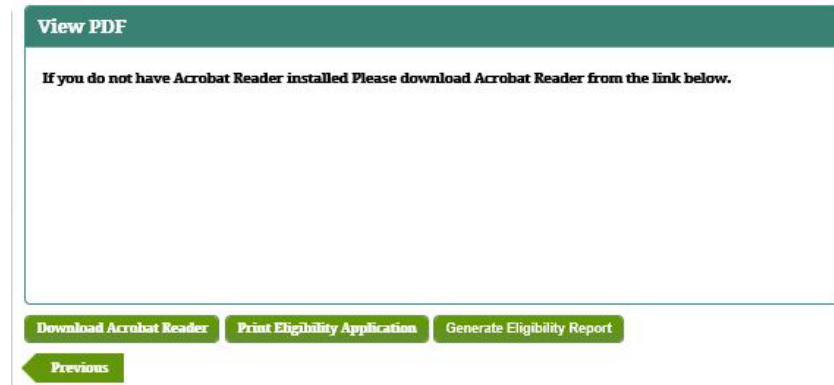 View PDF
If you do not have Acrobat Reader installed Please download Acrobat Reader from the link below.
Download Acrobat Reader Print Eligibility Application Generate Eligibility Report
Previous